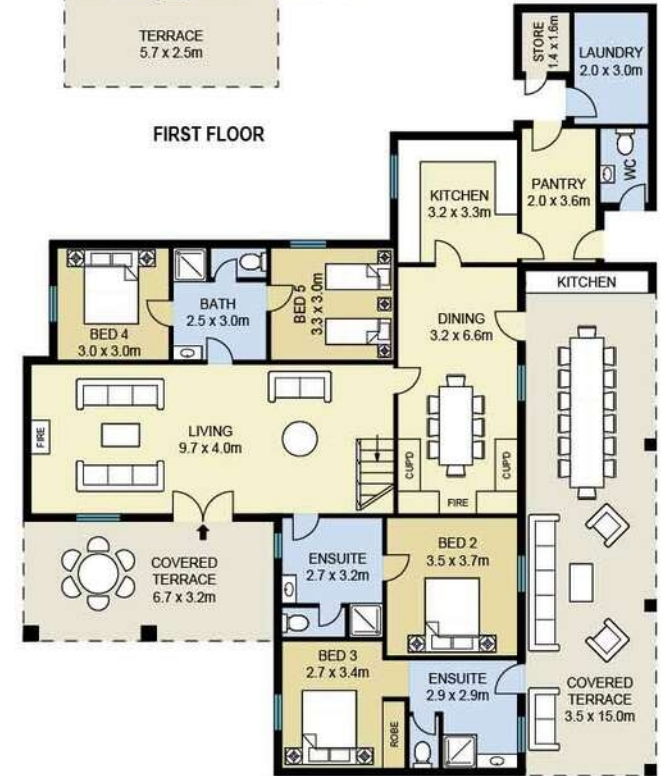 TERRACE
5.7 x 2.5m
FIRST FLOOR
STORE
1.4 x 1.6m
LAUNDRY
2.0 x 3.0m
WC
PANTRY
2.0 x 3.6m
KITCHEN
3.2 x 3.3m
KITCHEN
BED 4
3.0 x 3.0m
BATH
2.5 x 3.0m
BED 5
3.3 x 3.0m
DINING
3.2 x 6.6m
FIRE
LIVING
9.7 x 4.0m
CUP'D
CUP'D
FIRE
COVERED
TERRACE
6.7 x 3.2m
ENSUITE
2.7 x 3.2m
BED 2
3.5 x 3.7m
BED 3
2.7 x 3.4m
ROBE
ENSUITE
2.9 x 2.9m
COVERED
TERRACE
3.5 x 15.0m